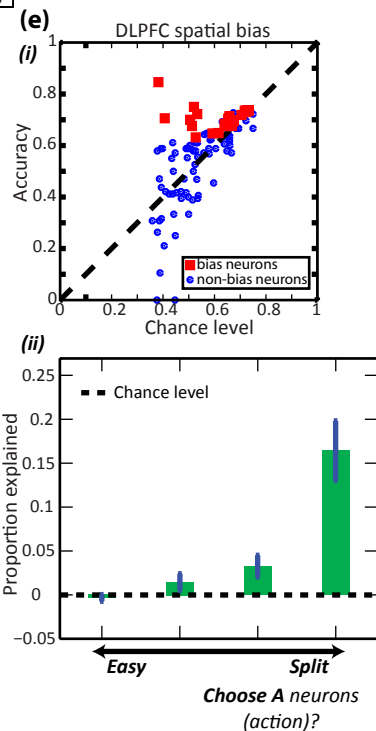 (e)
DLPFC spatial bias
(i)
1
0.8
0.6
0.4
0.2
0
Accuracy
bias neurons
non-bias neurons
0 0.2 0.4 0.6 0.8 1
Chance level
(ii)
0.25
0.2
0.15
0.1
0.05
0
−0.05
Proportion explained
Chance level
Easy Split
Choose A neurons
(action)?